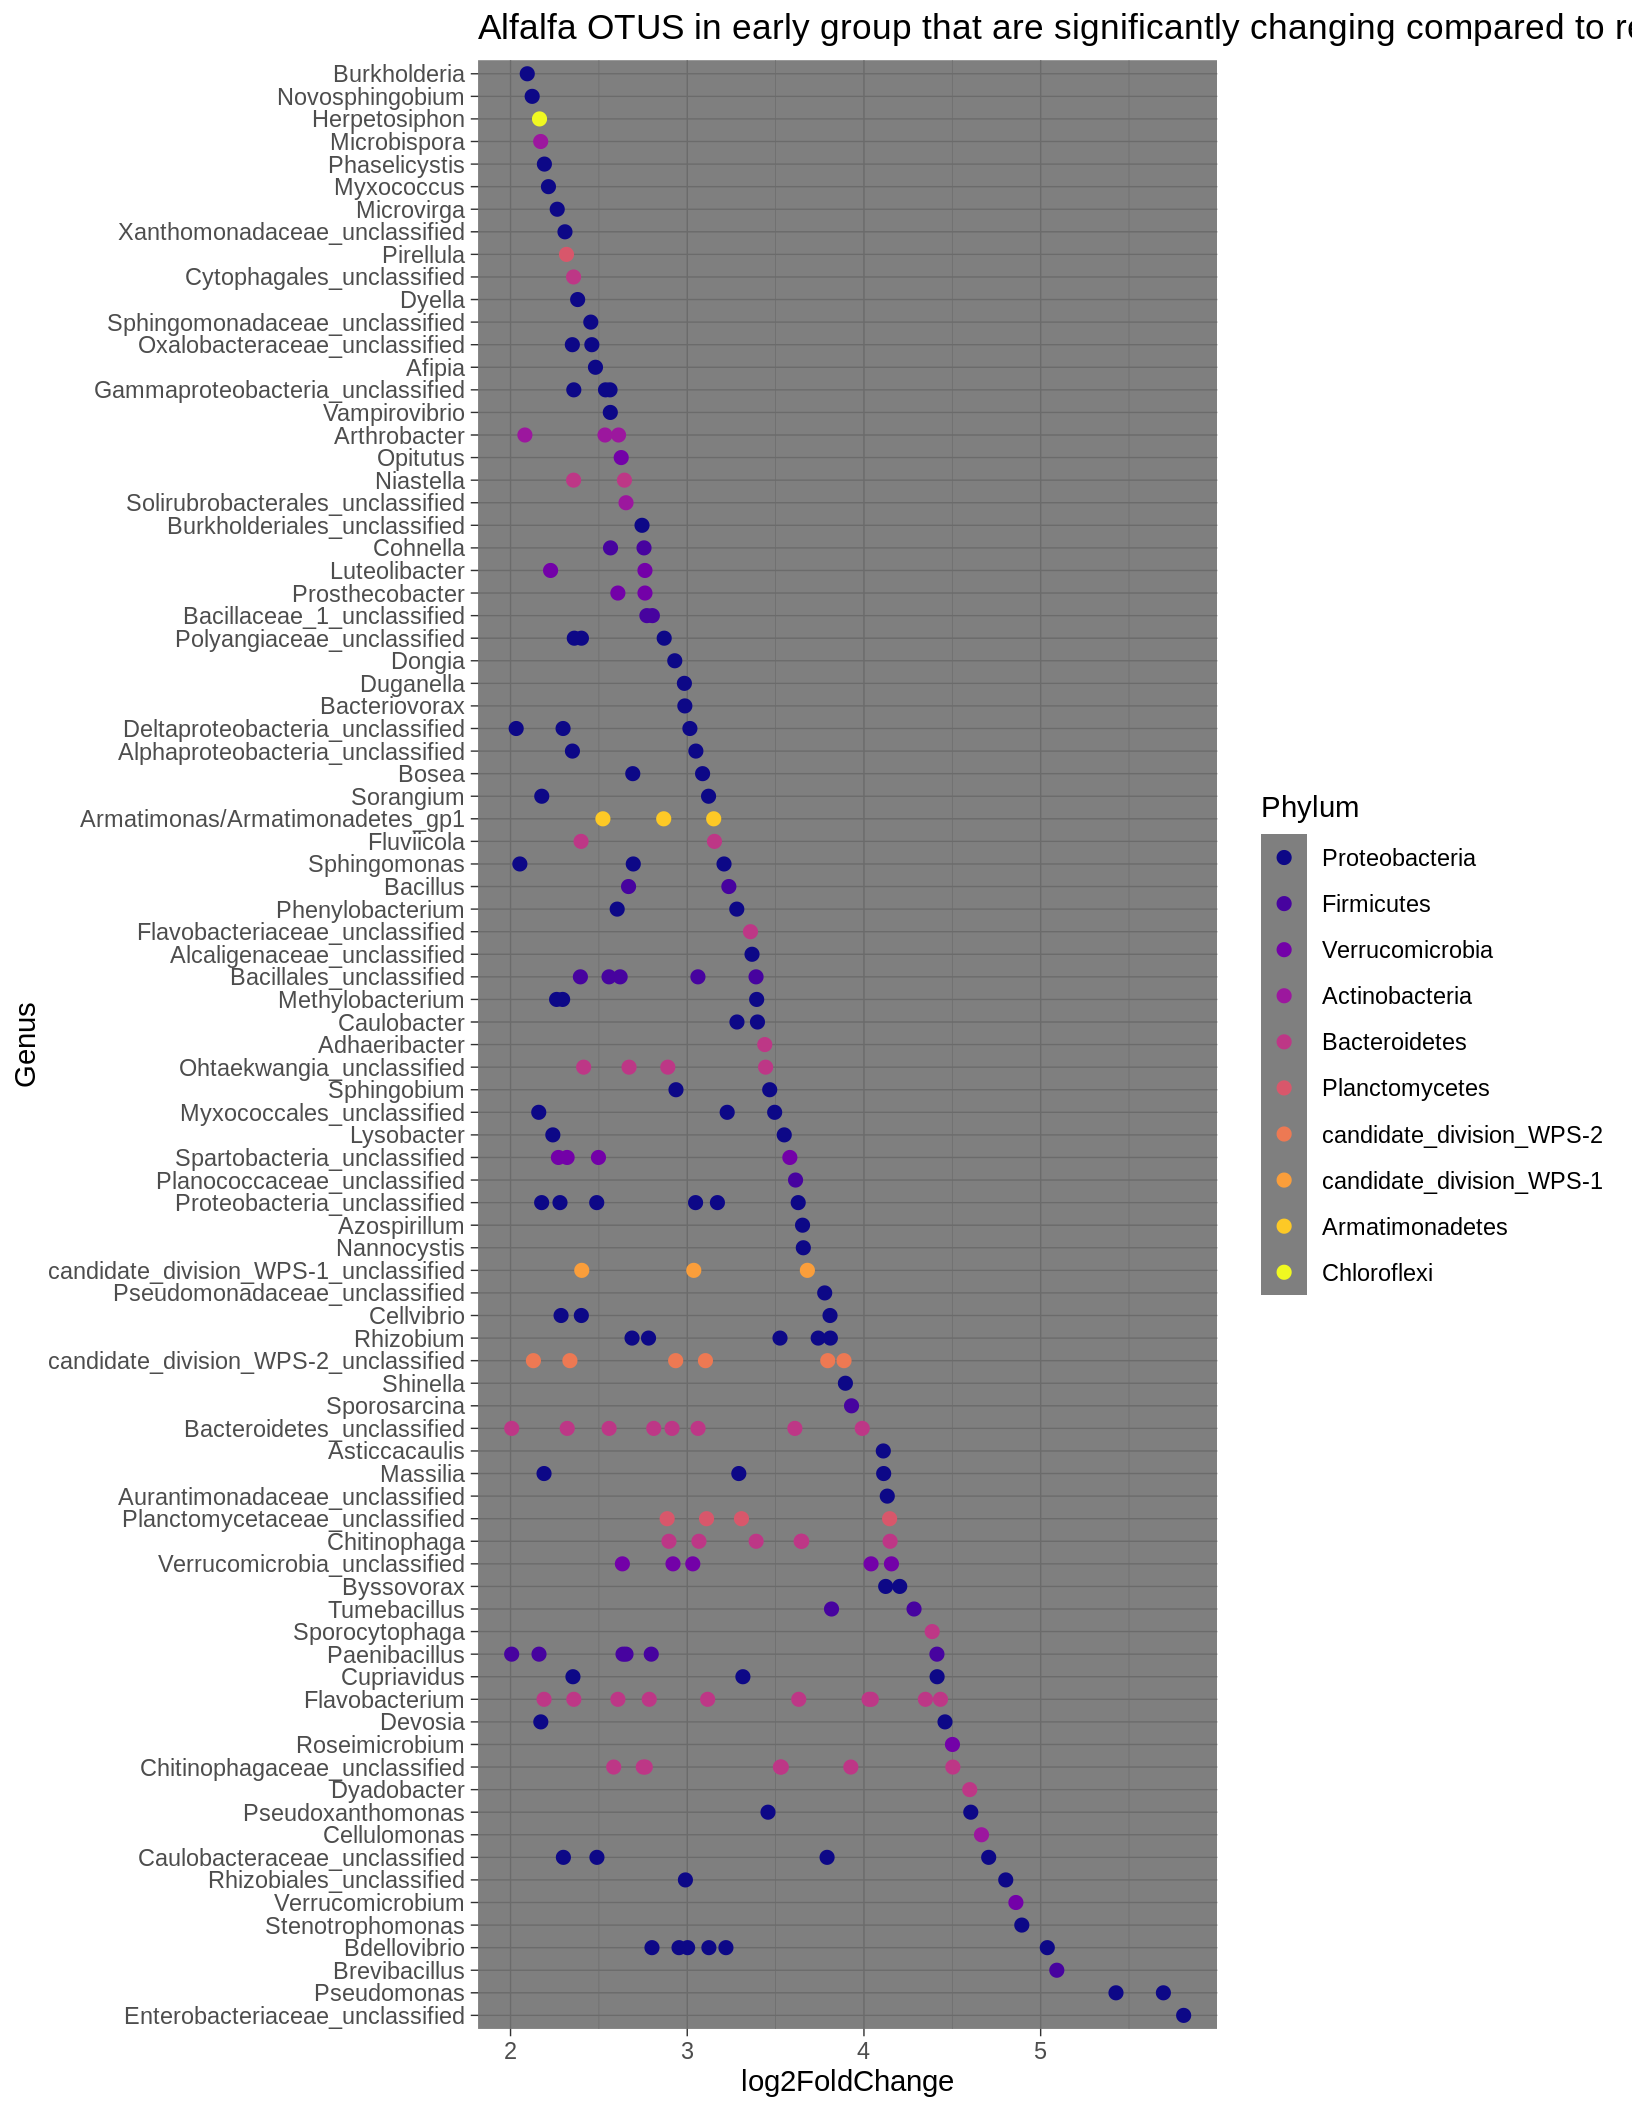 Alfalfa OTUS in early group that are significantly changing compared to
Burkholderia
Novosphingobium
Herpetosiphon
Microbispora
Phaselicystis
Myxococcus
Microvirga
Xanthomonadaceae_unclassified
Pirellula
Cytophagales_unclassified
Dyella
Sphingomonadaceae_unclassified
Oxalobacteraceae_unclassified
Afipia
Gammaproteobacteria_unclassified
Vampirovibrio
Arthrobacter
Opitutus
Niastella
Solirubrobacterales_unclassified
Burkholderiales_unclassified
Cohnella
Luteolibacter
Prosthecobacter
Bacillaceae_1_unclassified
Polyangiaceae_unclassified
Dongia
Duganella
Bacteriovorax
Deltaproteobacteria_unclassified
Alphaproteobacteria_unclassified
Bosea
Sorangium
Armatimonas/Armatimonadetes_gp1
Fluviicola
Sphingomonas
Bacillus
Phenylobacterium
Flavobacteriaceae_unclassified
Alcaligenaceae_unclassified
Bacillales_unclassified
Methylobacterium
Caulobacter
Adhaeribacter
Ohtaekwangia_unclassified
Sphingobium
Myxococcales_unclassified
Lysobacter
Spartobacteria_unclassified
Planococcaceae_unclassified
Proteobacteria_unclassified
Azospirillum
Nannocystis
candidate_division_WPS-1_unclassified
Pseudomonadaceae_unclassified
Cellvibrio
Rhizobium
candidate_division_WPS-2_unclassified
Shinella
Sporosarcina
Bacteroidetes_unclassified
Asticcacaulis
Massilia
Aurantimonadaceae_unclassified
Planctomycetaceae_unclassified
Chitinophaga
Verrucomicrobia_unclassified
Byssovorax
Tumebacillus
Sporocytophaga
Paenibacillus
Cupriavidus
Flavobacterium
Devosia
Roseimicrobium
Chitinophagaceae_unclassified
Dyadobacter
Pseudoxanthomonas
Cellulomonas
Caulobacteraceae_unclassified
Rhizobiales_unclassified
Verrucomicrobium
Stenotrophomonas
Bdellovibrio
Brevibacillus
Pseudomonas
Enterobacteriaceae_unclassified
Genus
2 3 4 5
log2FoldChange
Phylum
Proteobacteria
Firmicutes
Verrucomicrobia
Actinobacteria
Bacteroidetes
Planctomycetes
candidate_division_WPS-2
candidate_division_WPS-1
Armatimonadetes
Chloroflexi